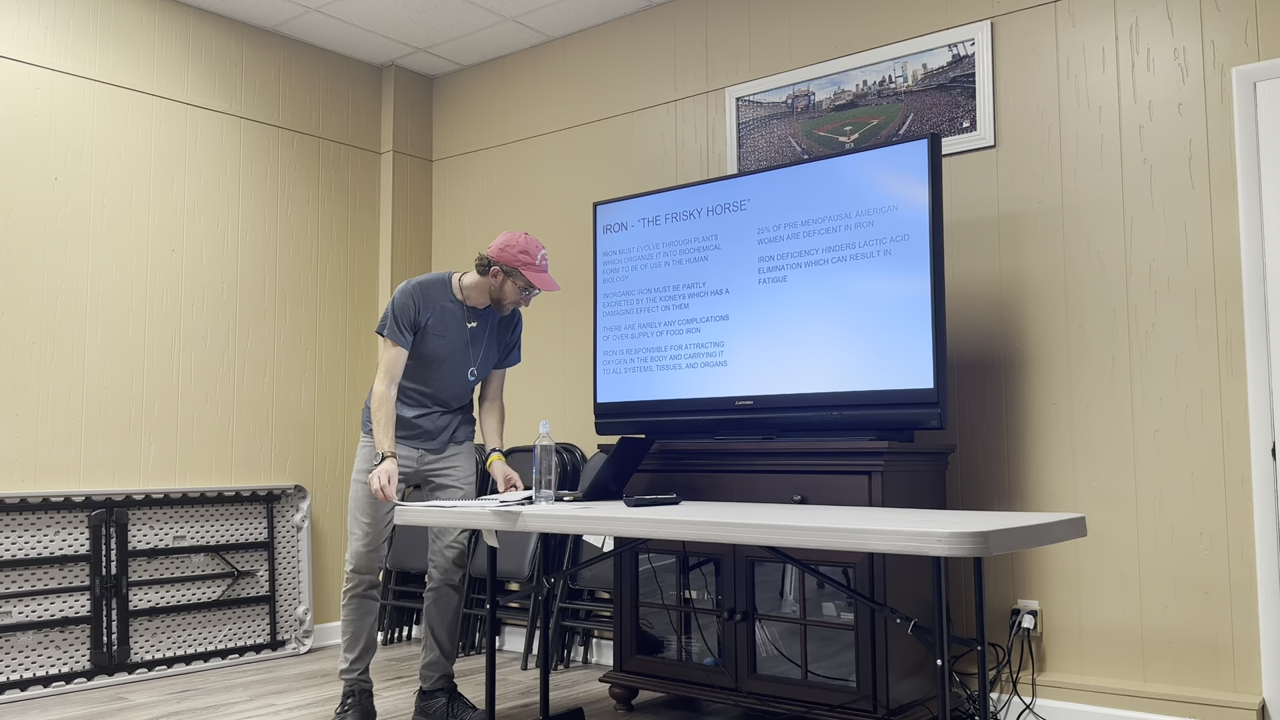 IRON - "THE FRISKY HORSE"
IRON MUST EVOLVE THROUGH PLANTS
WHICH ORGANIZE IT INTO BIOCHEMICAL
FORM TO BE OF USE IN THE HUMAN
BIOLOGY
INORGANIC IRON MUST BE PARTLY
EXCRETED BY THE KIDNEYS WHICH HAS A
DAMAGING EFFECT ON THEM
THERE ARE RARELY ANY COMPLICATIONS
OF OVER SUPPLY OF FOOD IRON
IRON IS RESPONSIBLE FOR ATTRACTING
OXYGEN IN THE BODY AND CARRYING IT
TO ALL SYSTEMS, TISSUES, AND ORGANS
25% OF PRE-MENOPAUSAL AMERICAN
WOMEN ARE DEFICIENT IN IRON
IRON DEFICIENCY HINDERS LACTIC ACID
ELIMINATION WHICH CAN RESULT IN
FATIGUE
MITSUBISHI